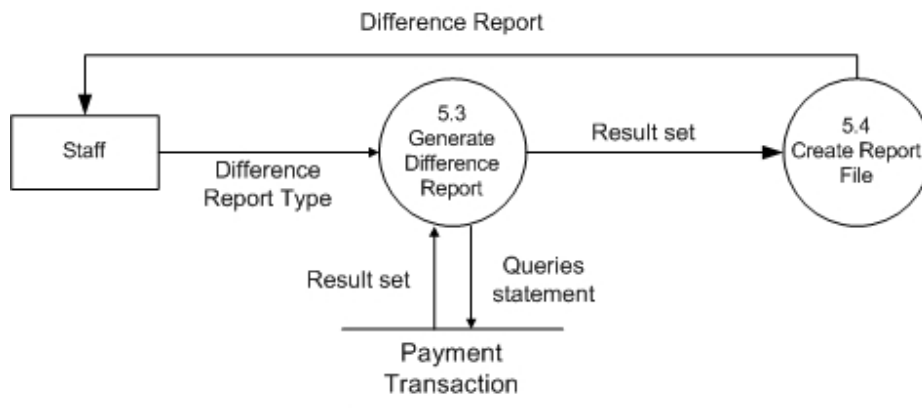 Difference Report
Staff
Difference
Report Type
5.3
Generate
Difference
Report
Result set
5.4
Create Report
File
Result set
Queries
statement
Payment
Transaction